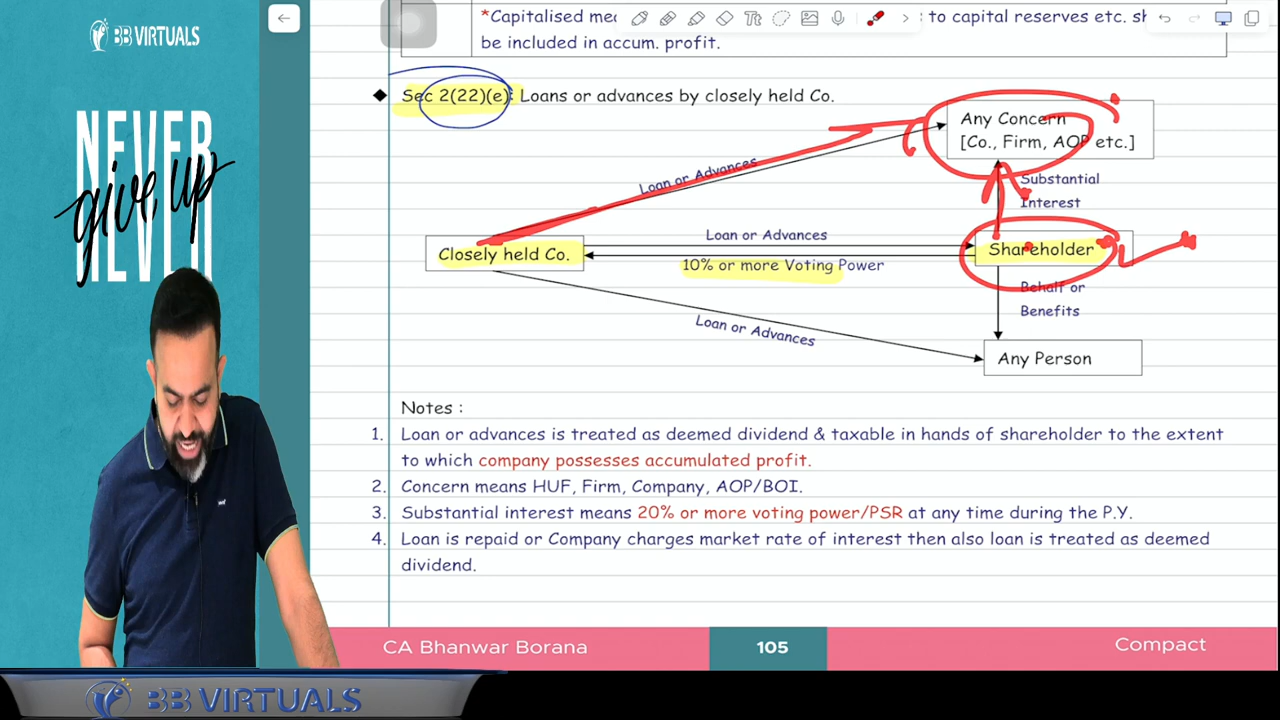 BB VIRTUALS
NEVER
give up
NEVER
*Capitalised
to capital reserves etc.
be included in accum. profit.
Sec 2(22)(e): Loans or advances by closely held Co.
Any Concern
[Co., Firm, AOP etc.]
Loan or Advances
Substantial
Interest
Loan or Advances
Closely held Co.
Shareholder
10% or more Voting Power
Behalf or
Benefits
Loan or Advances
Any Person
Notes :
1. Loan or advances is treated as deemed dividend & taxable in hands of shareholder to the extent
to which company possesses accumulated profit.
2. Concern means HUF, Firm, Company, AOP/BOI.
3. Substantial interest means 20% or more voting power/PSR at any time during the P.Y.
4. Loan is repaid or Company charges market rate of interest then also loan is treated as deemed
dividend.
CA Bhanwar Borana
105
Compact
BB VIRTUALS